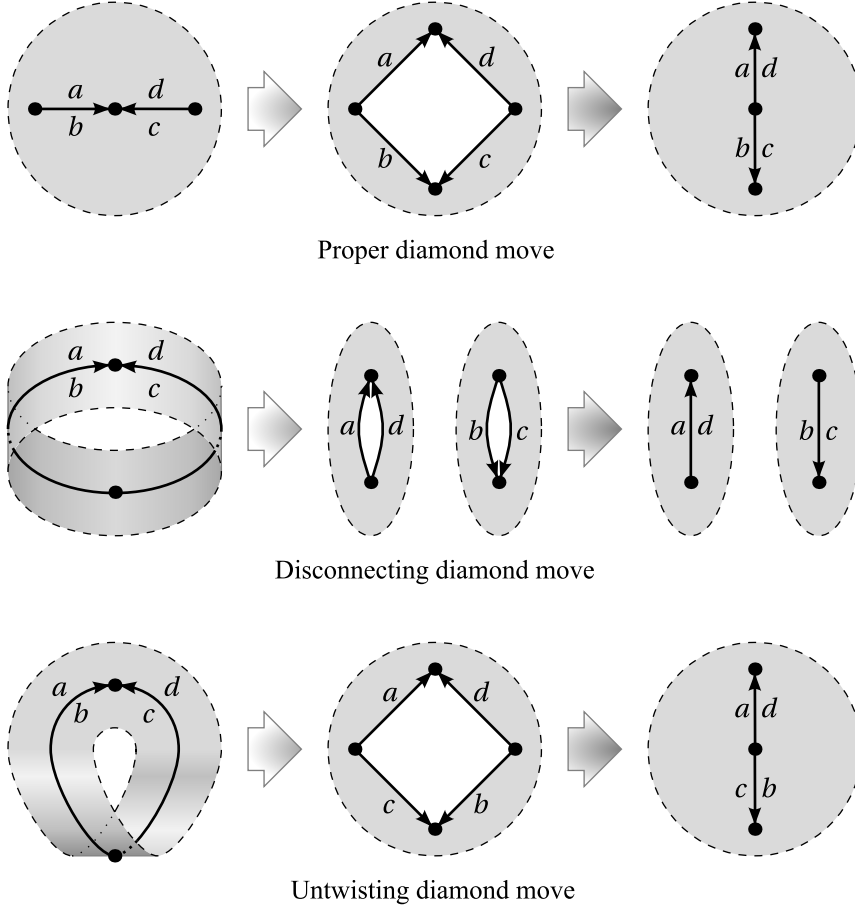 a d a d a d
b c b c b c
Proper diamond move
a d
b c a d b c a d b c
Disconnecting diamond move
a d a d a d
b c c b c b
Untwisting diamond move